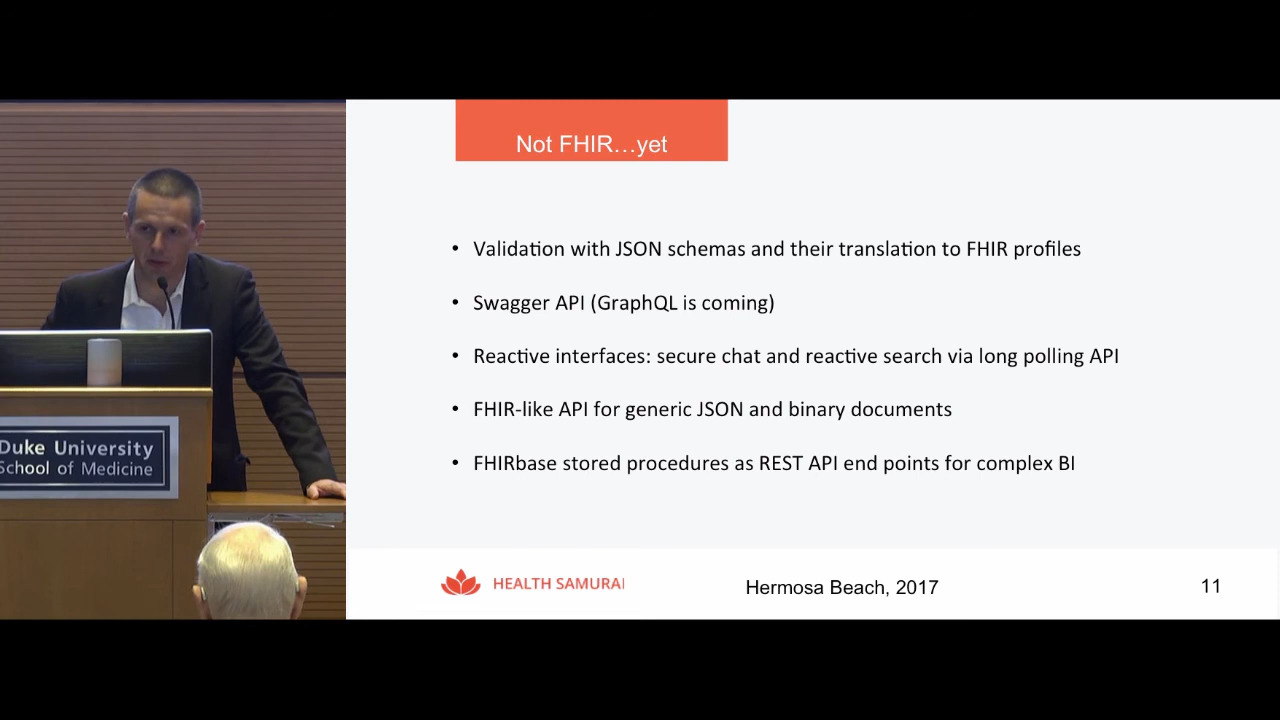 Not FHIR...yet
• Validation with JSON schemas and their translation to FHIR profiles
• Swagger API (GraphQL is coming)
• Reactive interfaces: secure chat and reactive search via long polling API
• FHIR-like API for generic JSON and binary documents
• FHIRbase stored procedures as REST API end points for complex BI
Duke University
School of Medicine
HEALTH SAMURAI
Hermosa Beach, 2017
11